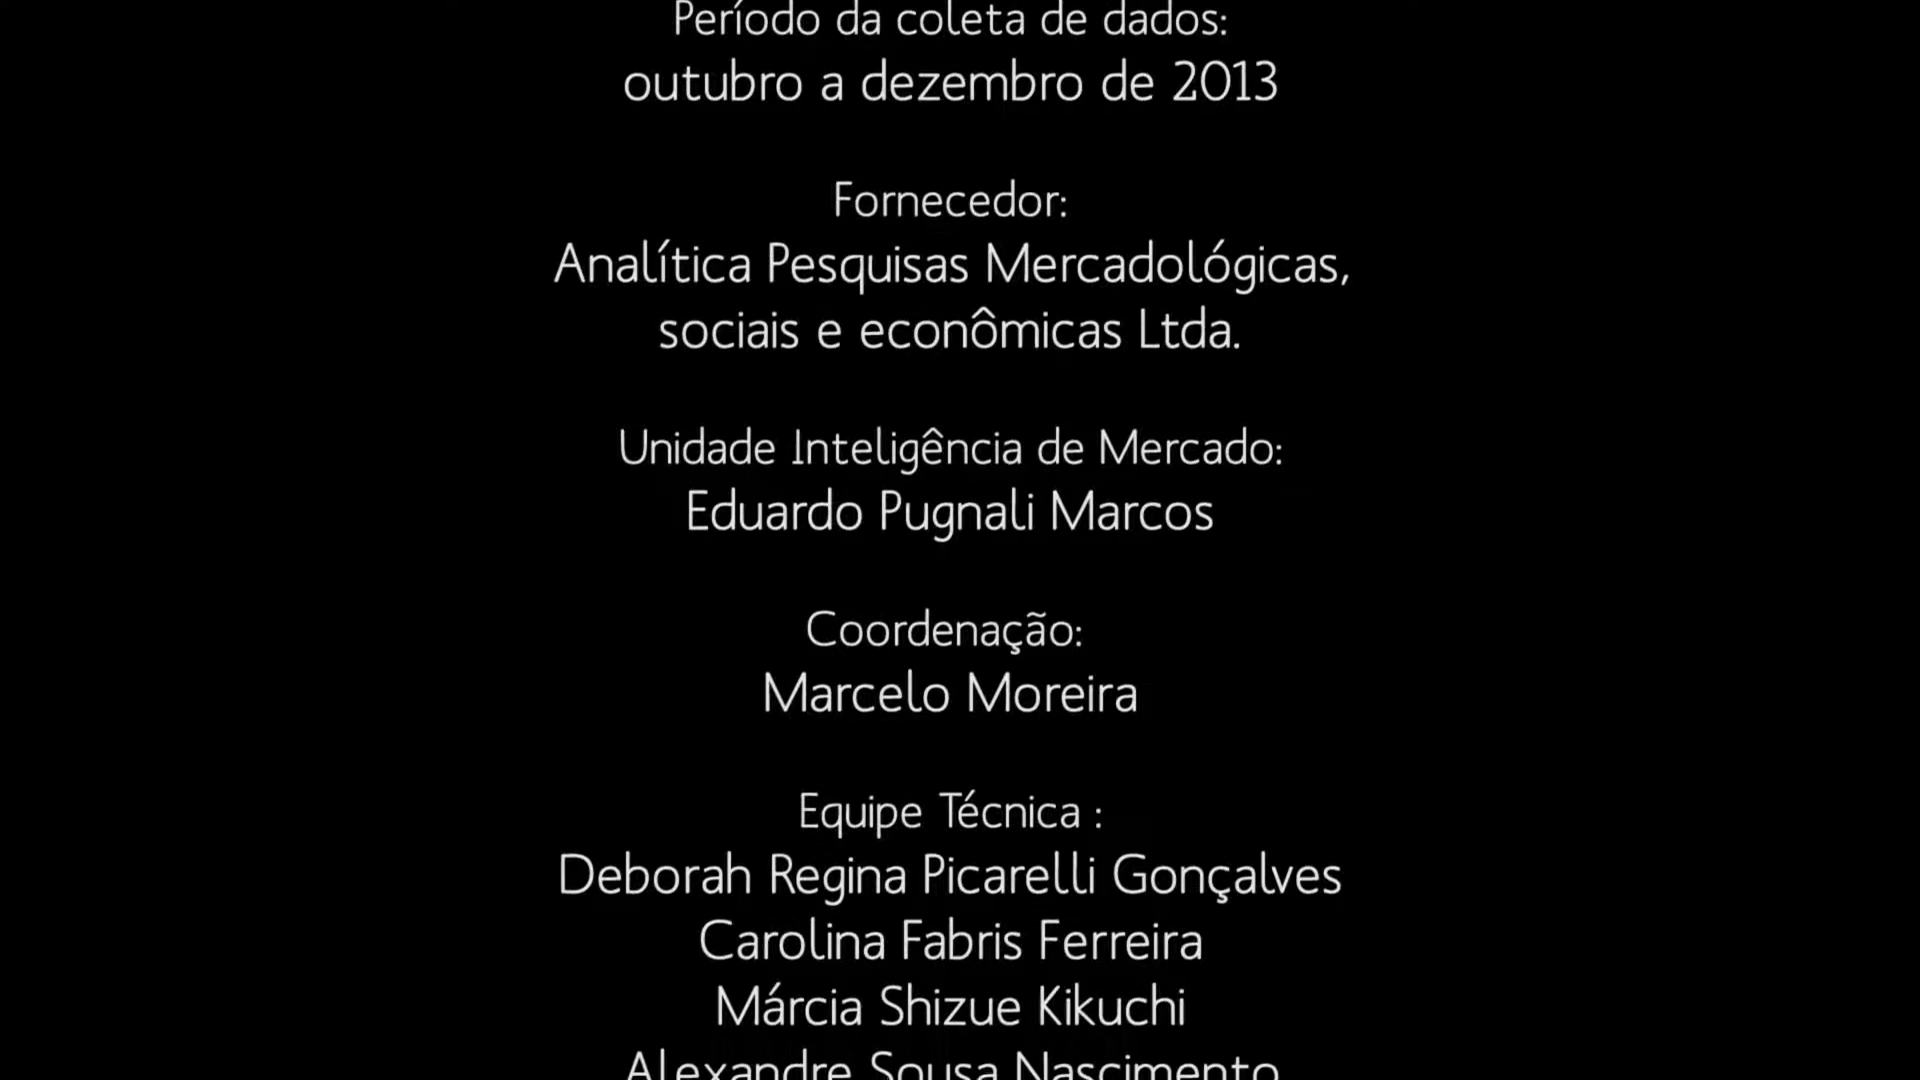 Período da coleta de dados:
outubro a dezembro de 2013
Fornecedor:
Analítica Pesquisas Mercadológicas,
sociais e econômicas Ltda.
Unidade Inteligência de Mercado:
Eduardo Pugnali Marcos
Coordenação:
Marcelo Moreira
Equipe Técnica :
Deborah Regina Picarelli Gonçalves
Carolina Fabris Ferreira
Márcia Shizue Kikuchi
Alexandre Sousa Nascimento